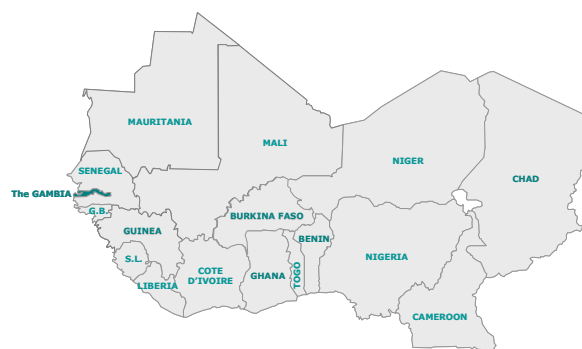 MAURITANIA
MALI
NIGER
CHAD
SENEGAL
The GAMBIA
G.B.
GUINEA
BURKINA FASO
BENIN
NIGERIA
S.L.
LIBERIA
COTE
D'IVOIRE
GHANA
TOGO
CAMEROON